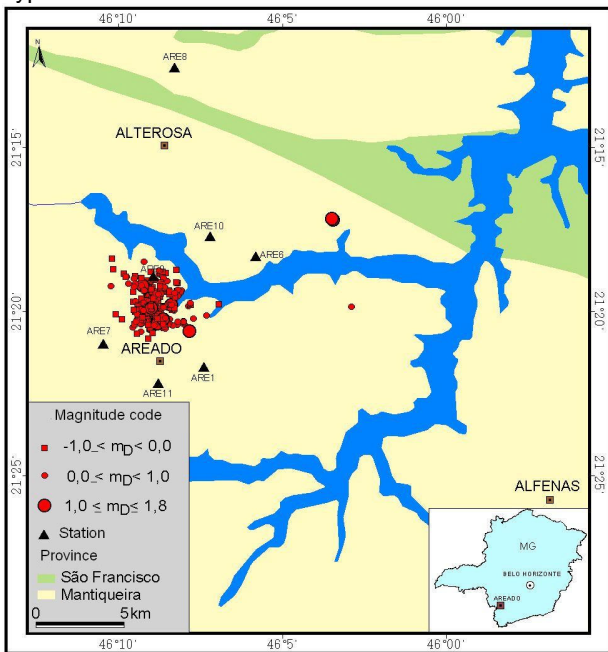 46°10' 46°5' 46°00'
N
ARE8
ALTEROSA
21°15' 21°15'
ARE10
ARE6
ARE9
21°20' 21°20'
ARE7
AREADO
ARE1
ARE11
Magnitude code
-1,0 ≤ mD < 0,0
0,0 ≤ mD < 1,0
1,0 ≤ mD ≤ 1,8
Station
Province
São Francisco
Mantiqueira
0 5km
21°25' 21°25'
ALFENAS
MG
BELO HORIZONTE
AREADO
46°10' 46°5' 46°00'